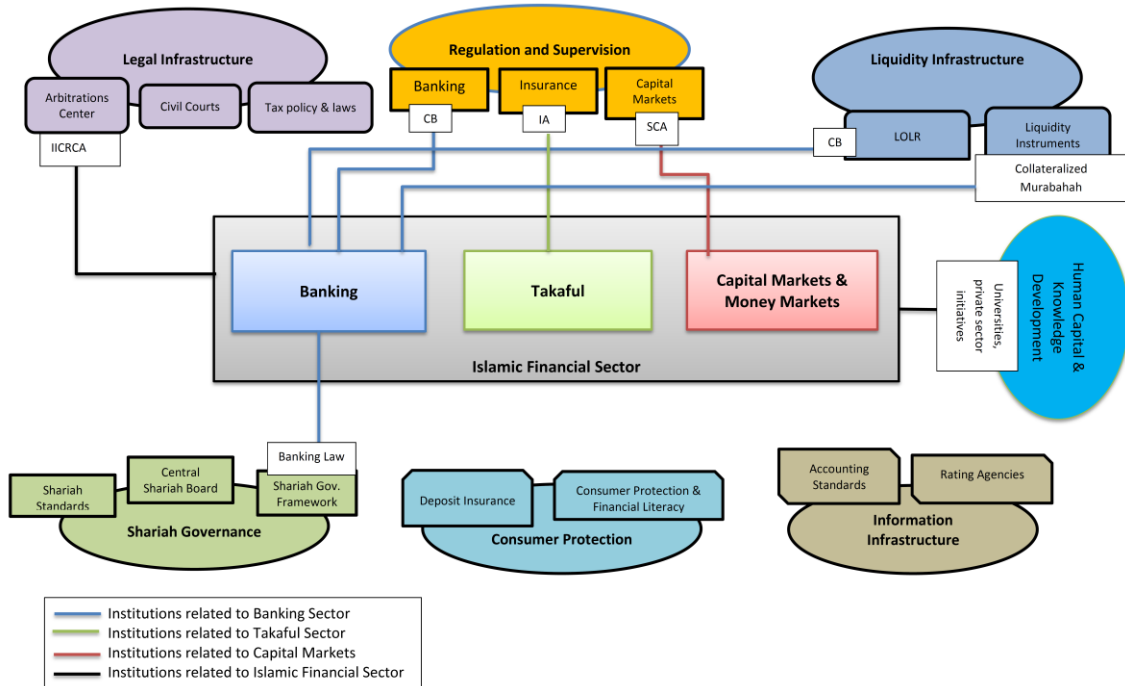 Legal Infrastructure
Arbitrations
Center
Civil Courts
Tax policy & laws
IICRCA
Regulation and Supervision
Banking
Insurance
Capital
Markets
CB
IA
SCA
Liquidity Infrastructure
CB
LOLR
Liquidity
Instruments
Collateralized
Murabahah
Banking
Takaful
Capital Markets &
Money Markets
Islamic Financial Sector
Universities,
private sector
initiatives
Human Capital &
Knowledge
Development
Banking Law
Shariah
Standards
Central
Shariah Board
Shariah Gov.
Framework
Shariah Governance
Deposit Insurance
Consumer Protection &
Financial Literacy
Consumer Protection
Accounting
Standards
Rating Agencies
Information
Infrastructure
Institutions related to Banking Sector
Institutions related to Takaful Sector
Institutions related to Capital Markets
Institutions related to Islamic Financial Sector